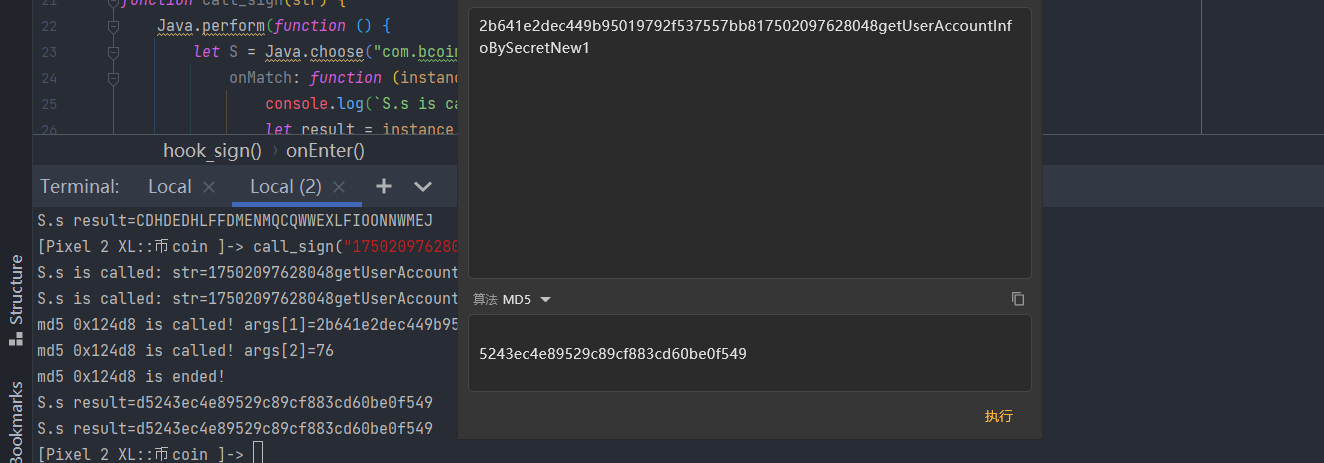 21 function call_sign(str) {
22 Java.perform(function () {
23 let S = Java.choose("com.bcoin
24 onMatch: function (instanc
25 console.log(`S.s is ca
26 let result = instance.
hook_sign() › onEnter()
Terminal: Local × Local (2) ×
S.s result=CDHDEDHLFFDMENMQCQWWEXLFIOONNWMEJ
[Pixel 2 XL::币coin ]-> call_sign("175020976280
S.s is called: str=17502097628048getUserAccount
S.s is called: str=17502097628048getUserAccount
md5 0x124d8 is called! args[1]=2b641e2dec449b95
md5 0x124d8 is called! args[2]=76
md5 0x124d8 is ended!
S.s result=d5243ec4e89529c89cf883cd60be0f549
S.s result=d5243ec4e89529c89cf883cd60be0f549
[Pixel 2 XL::币coin ]->
Structure
Bookmarks
2b641e2dec449b95019792f537557bb817502097628048getUserAccountInf
oBySecretNew1
算法 MD5
5243ec4e89529c89cf883cd60be0f549
执行